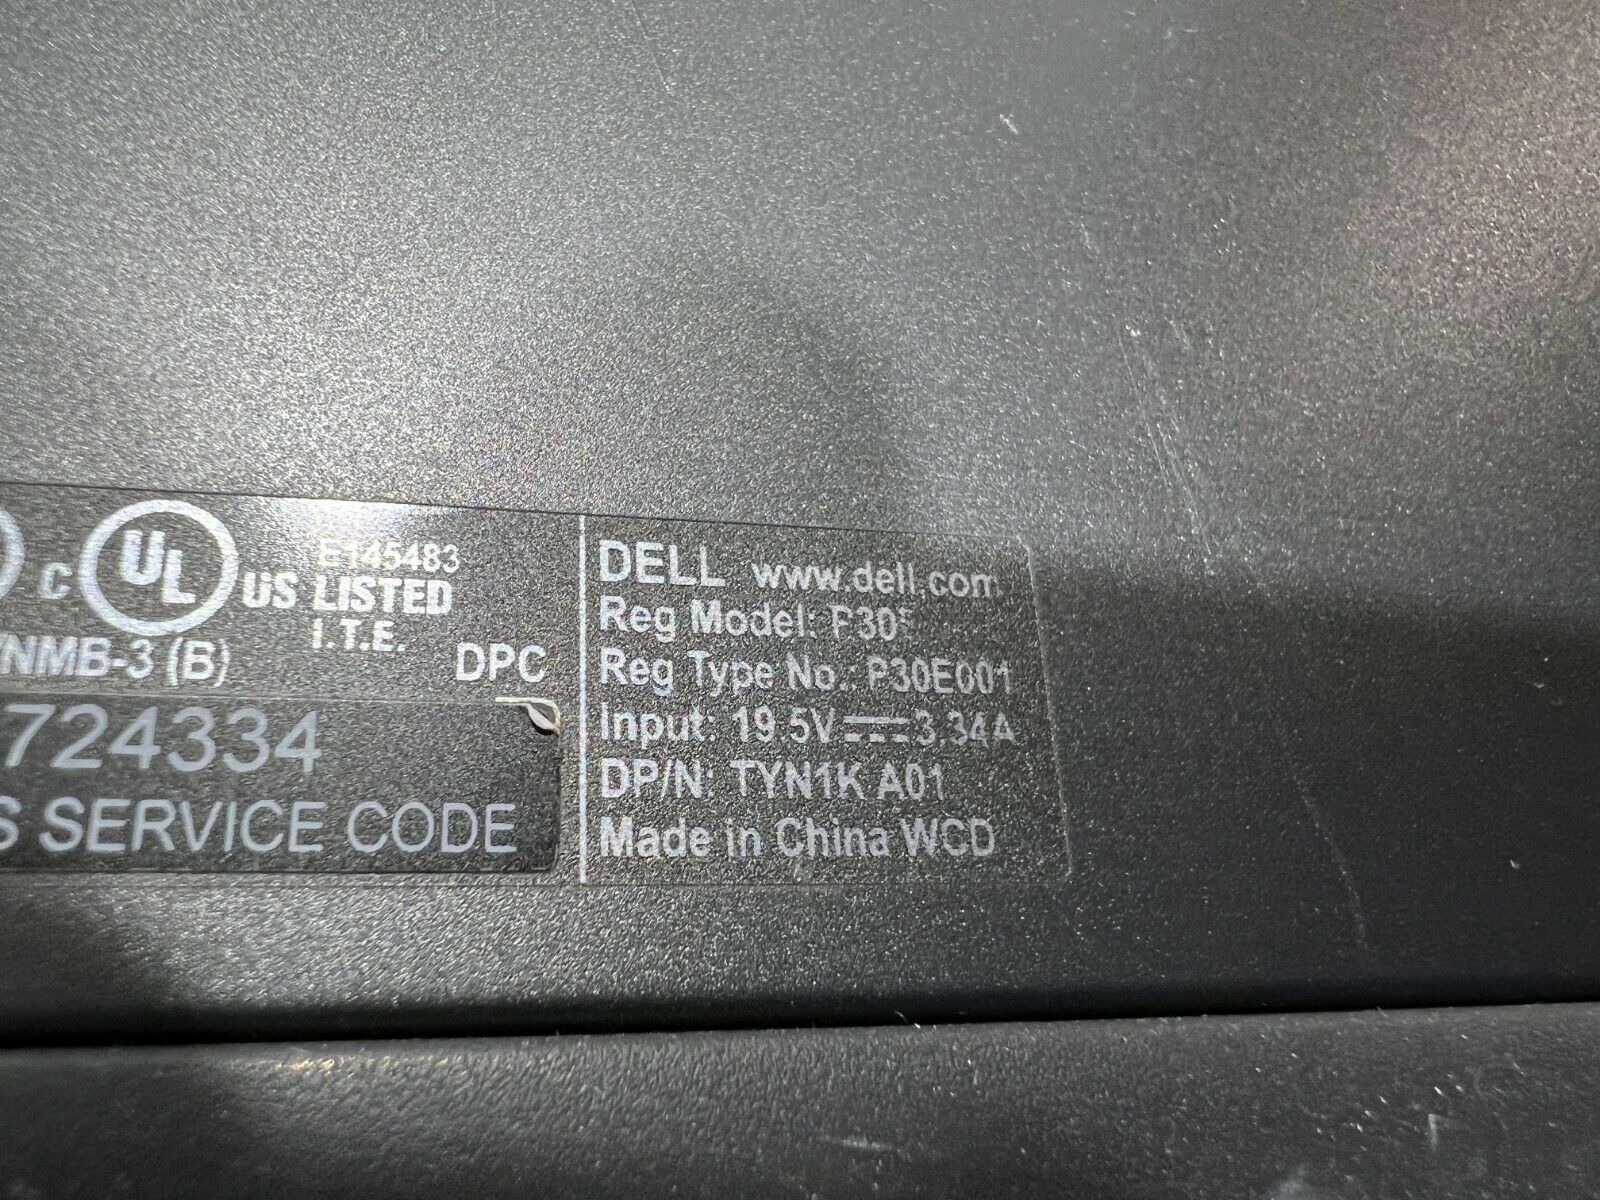 c UL US LISTED E145483
I.T.E.
NMB-3 (B)
DPC
724334
SERVICE CODE
DELL www.dell.com
Reg Model:
Reg Type No.: P30E001
Input: 19.5V⎓3.34A
DP/N: TYN1K A01
Made in China WCD